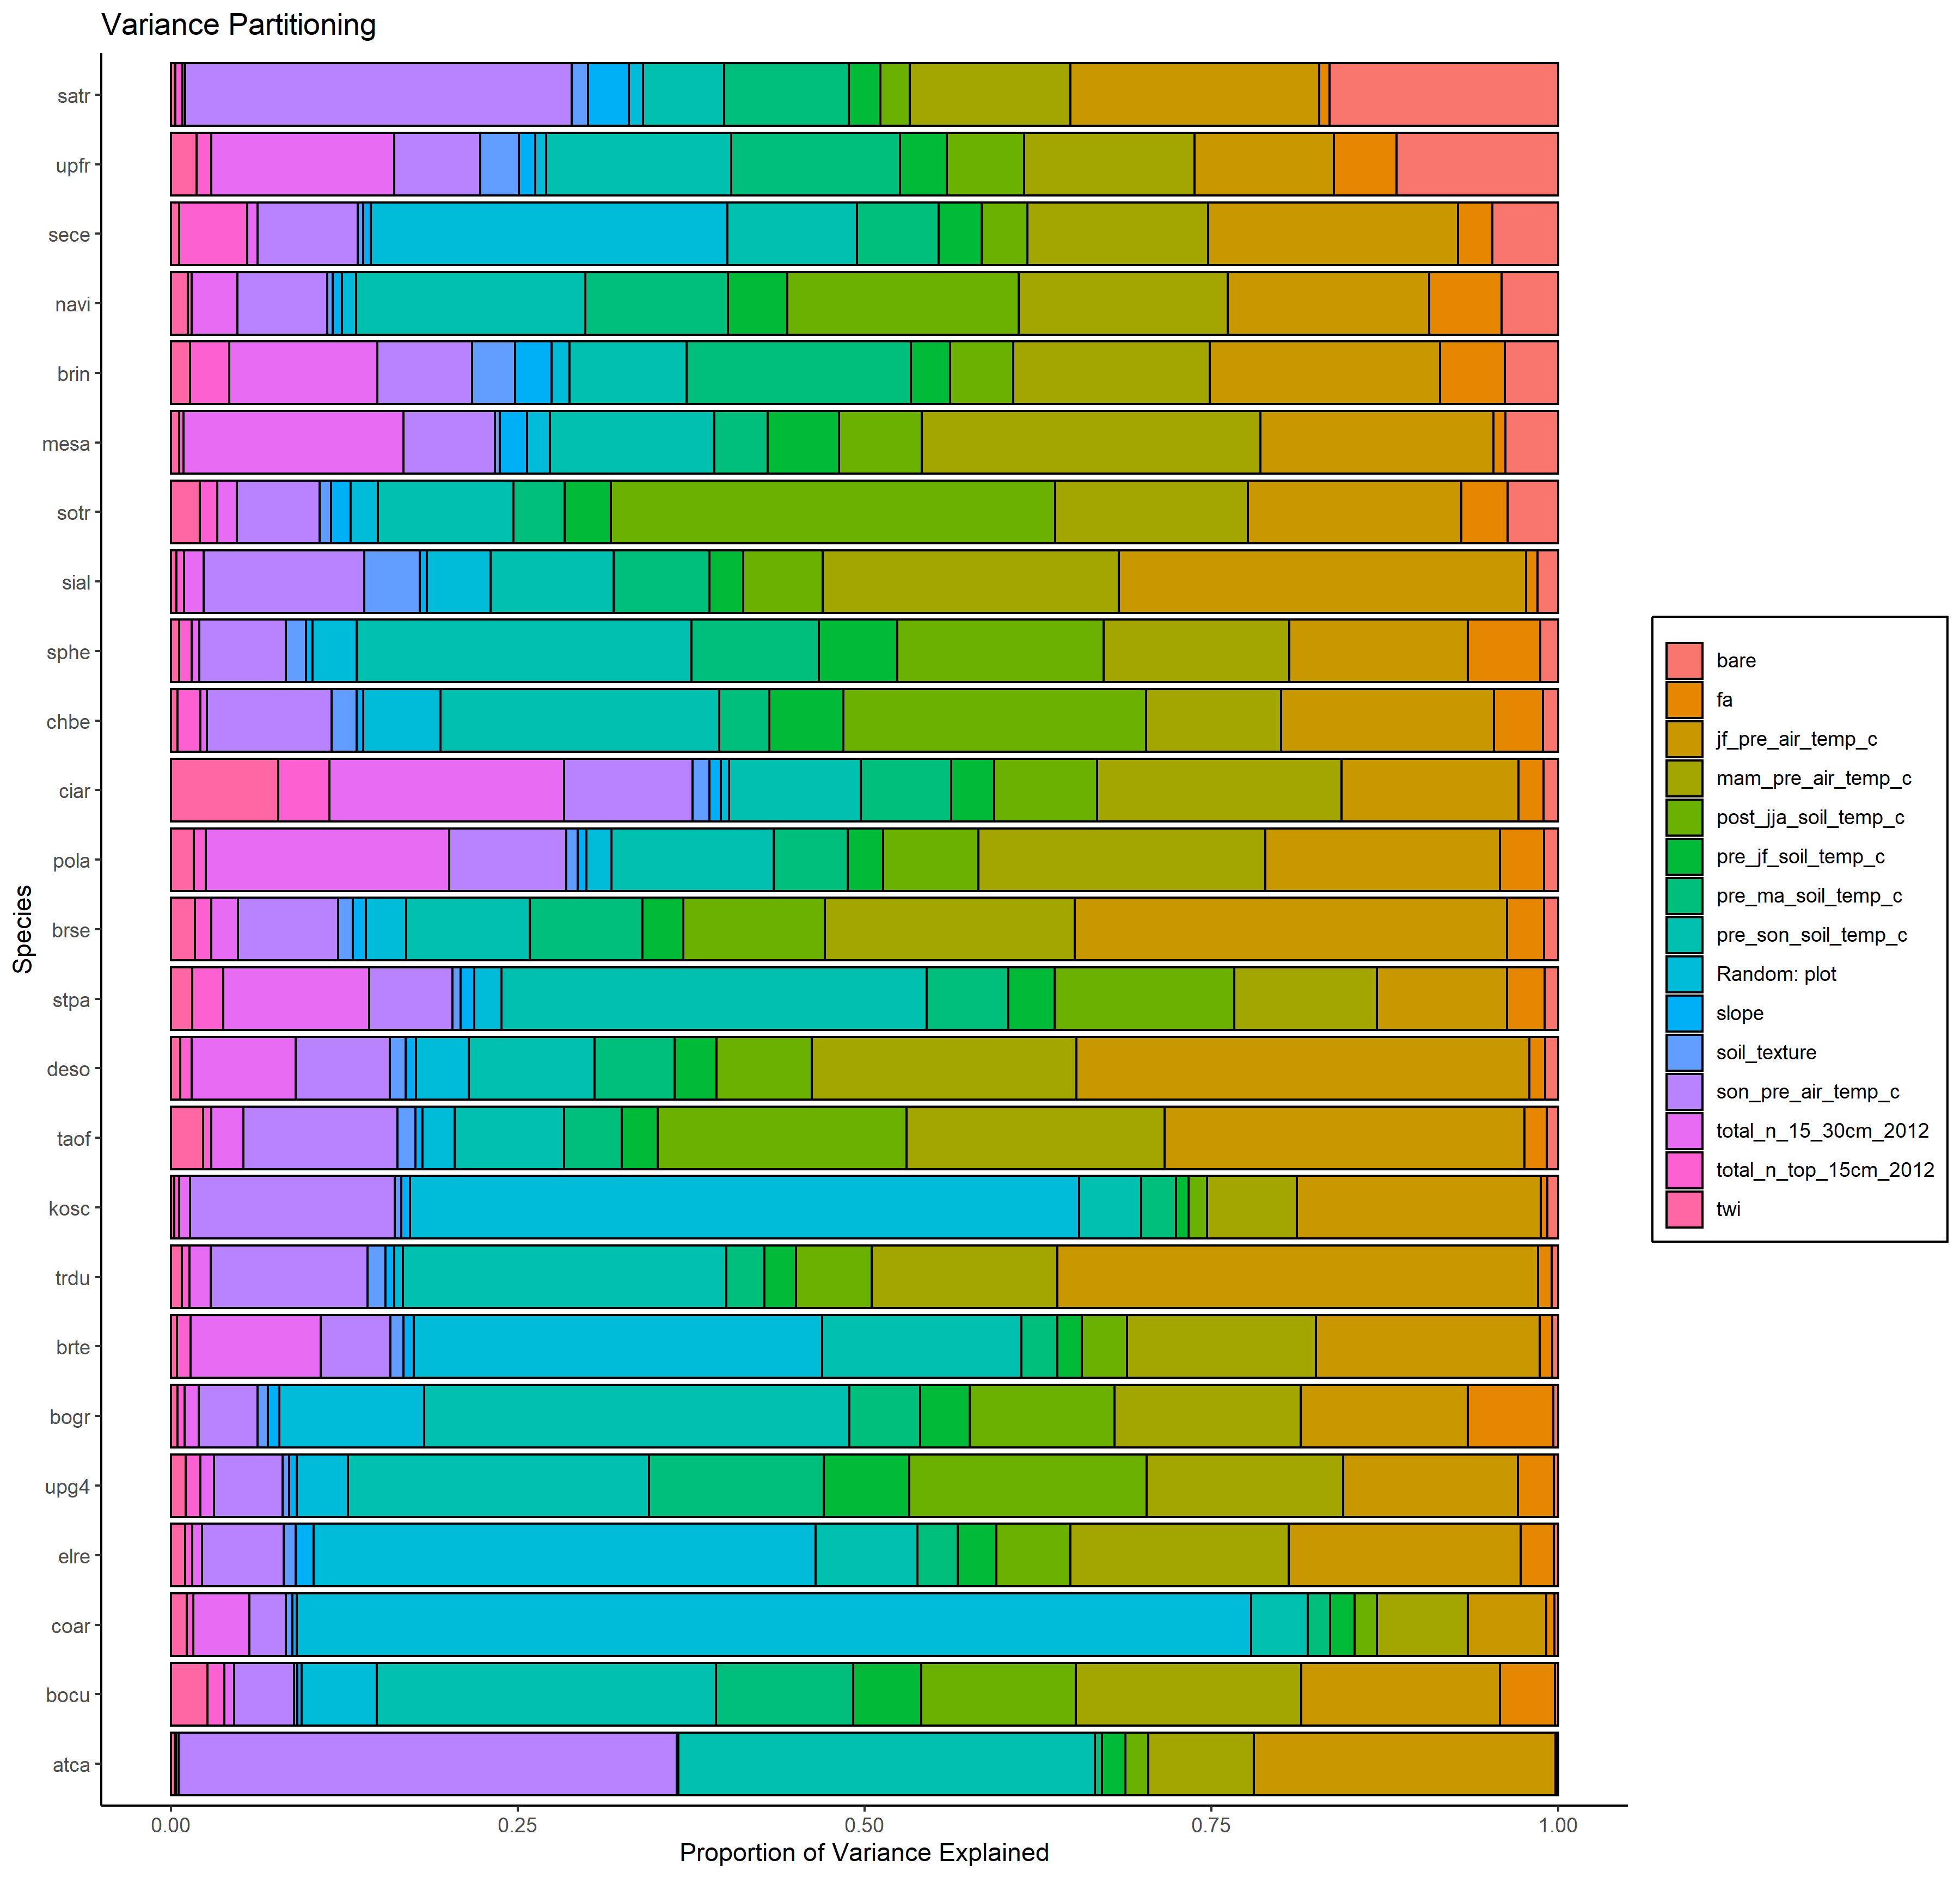 Variance Partitioning
satr
upfr
sece
navi
brin
mesa
sotr
sial
sphe
chbe
ciar
pola
brse
stpa
deso
taof
kosc
trdu
brte
bogr
upg4
elre
coar
bocu
atca
Species
0.00 0.25 0.50 0.75 1.00
Proportion of Variance Explained
bare
fa
jf_pre_air_temp_c
mam_pre_air_temp_c
post_jja_soil_temp_c
pre_jf_soil_temp_c
pre_ma_soil_temp_c
pre_son_soil_temp_c
Random: plot
slope
soil_texture
son_pre_air_temp_c
total_n_15_30cm_2012
total_n_top_15cm_2012
twi